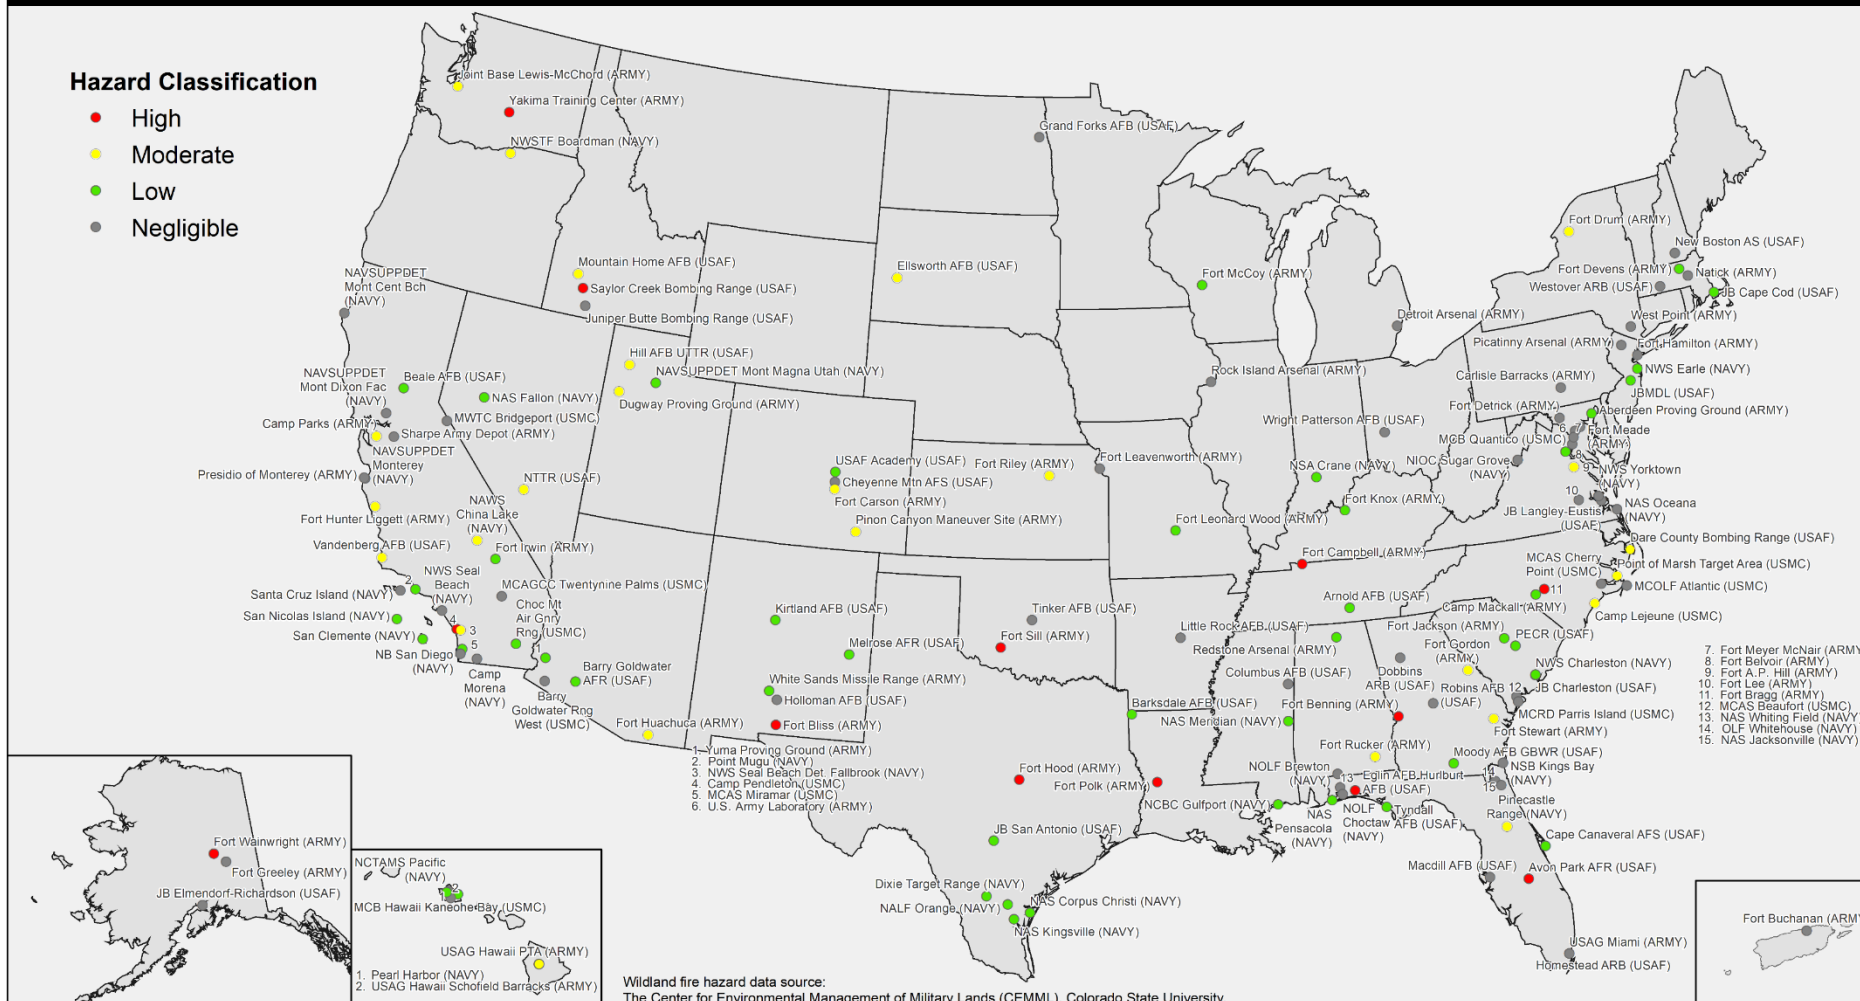 Hazard Classification
High
Moderate
Low
Negligible
Joint Base Lewis-McChord (ARMY)
Yakima Training Center (ARMY)
NWSTF Boardman (NAVY)
Grand Forks AFB (USAF)
Fort Drum (ARMY)
New Boston AS (USAF)
Fort Devens (ARMY)
Natick (ARMY)
Westover ARB (USAF)
JB Cape Cod (USAF)
Mountain Home AFB (USAF)
Saylor Creek Bombing Range (USAF)
Juniper Butte Bombing Range (USAF)
Ellsworth AFB (USAF)
Fort McCoy (ARMY)
NAVSUPPDET
Mont Cent Bch
(NAVY)
Detroit Arsenal (ARMY)
West Point (ARMY)
Picatinny Arsenal (ARMY)
Fort Hamilton (ARMY)
Hill AFB UTTR (USAF)
NAVSUPPDET Mont Magna Utah (NAVY)
Dugway Proving Ground (ARMY)
Rock Island Arsenal (ARMY)
Carlisle Barracks (ARMY)
NWS Earle (NAVY)
JBMDL (USAF)
NAVSUPPDET
Mont Dixon Fac
(NAVY)
Beale AFB (USAF)
NAS Fallon (NAVY)
MWTC Bridgeport (USMC)
Camp Parks (ARMY)
Sharpe Army Depot (ARMY)
NAVSUPPDET
Monterey
(NAVY)
Presidio of Monterey (ARMY)
Wright Patterson AFB (USAF)
Fort Detrick (ARMY)
Aberdeen Proving Ground (ARMY)
6
7
Fort Meade
(ARMY)
MCB Quantico (USMC)
8
NIOC Sugar Grove
(NAVY)
9
NWS Yorktown
(NAVY)
10
NAS Oceana
(NAVY)
JB Langley-Eustis
(USAF)
USAF Academy (USAF)
Cheyenne Mtn AFS (USAF)
Fort Carson (ARMY)
Pinon Canyon Maneuver Site (ARMY)
Fort Riley (ARMY)
Fort Leavenworth (ARMY)
NSA Crane (NAVY)
Fort Knox (ARMY)
Fort Leonard Wood (ARMY)
NTTR (USAF)
NAWS
China Lake
(NAVY)
Fort Hunter Liggett (ARMY)
Vandenberg AFB (USAF)
Fort Irwin (ARMY)
NWS Seal
Beach
(NAVY)
MCAGCC Twentynine Palms (USMC)
2
Santa Cruz Island (NAVY)
San Nicolas Island (NAVY)
San Clemente (NAVY)
4
3
5
NB San Diego
(NAVY)
Camp
Morena
(NAVY)
Choc Mt
Air Gnry
Rng (USMC)
1
Barry
Goldwater Rng
West (USMC)
Barry Goldwater
AFR (USAF)
Kirtland AFB (USAF)
Melrose AFR (USAF)
White Sands Missile Range (ARMY)
Holloman AFB (USAF)
Fort Huachuca (ARMY)
Fort Bliss (ARMY)
Tinker AFB (USAF)
Fort Sill (ARMY)
Fort Campbell (ARMY)
Arnold AFB (USAF)
Little Rock AFB (USAF)
Redstone Arsenal (ARMY)
Columbus AFB (USAF)
Barksdale AFB (USAF)
NAS Meridian (NAVY)
Dare County Bombing Range (USAF)
MCAS Cherry
Point (USMC)
Point of Marsh Target Area (USMC)
MCOLF Atlantic (USMC)
11
Camp Mackall (ARMY)
Camp Lejeune (USMC)
Fort Jackson (ARMY)
PECR (USAF)
Fort Gordon
(ARMY)
NWS Charleston (NAVY)
Dobbins
ARB (USAF)
Robins AFB
(USAF)
12
JB Charleston (USAF)
MCRD Parris Island (USMC)
Fort Stewart (ARMY)
Fort Benning (ARMY)
Fort Rucker (ARMY)
Moody AFB GBWR (USAF)
NSB Kings Bay
(NAVY)
14
15
NOLF Brewton
(NAVY)
13
Eglin AFB Hurlburt
AFB (USAF)
Fort Hood (ARMY)
Fort Polk (ARMY)
NCBC Gulfport (NAVY)
NAS
Pensacola
(NAVY)
NOLF
Choctaw
(NAVY)
Tyndall
AFB (USAF)
Pinecastle
Range (NAVY)
Cape Canaveral AFS (USAF)
Macdill AFB (USAF)
Avon Park AFR (USAF)
USAG Miami (ARMY)
Homestead ARB (USAF)
JB San Antonio (USAF)
Dixie Target Range (NAVY)
NALF Orange (NAVY)
NAS Corpus Christi (NAVY)
NAS Kingsville (NAVY)
1. Yuma Proving Ground (ARMY)
2. Point Mugu (NAVY)
3. NWS Seal Beach Det. Fallbrook (NAVY)
4. Camp Pendleton (USMC)
5. MCAS Miramar (USMC)
6. U.S. Army Laboratory (ARMY)
7. Fort Meyer McNair (ARMY
8. Fort Belvoir (ARMY)
9. Fort A.P. Hill (ARMY)
10. Fort Lee (ARMY)
11. Fort Bragg (ARMY)
12. MCAS Beaufort (USMC)
13. NAS Whiting Field (NAVY)
14. OLF Whitehouse (NAVY)
15. NAS Jacksonville (NAVY)
Fort Wainwright (ARMY)
Fort Greeley (ARMY)
JB Elmendorf-Richardson (USAF)
NCTAMS Pacific
(NAVY)
2
MCB Hawaii Kaneohe Bay (USMC)
USAG Hawaii PTA (ARMY)
1. Pearl Harbor (NAVY)
2. USAG Hawaii Schofield Barracks (ARMY)
Fort Buchanan (ARMY
Wildland fire hazard data source:
The Center for Environmental Management of Military Lands (CEMML), Colorado State University